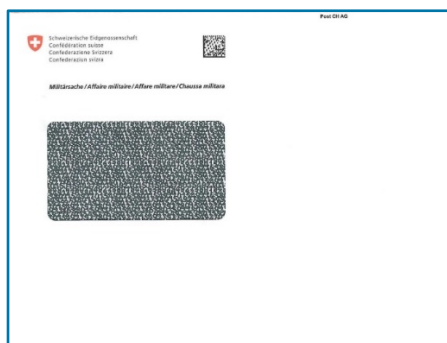 Post CH AG
Schweizerische Eidgenossenschaft
Confédération suisse
Confederazione Svizzera
Confederaziun svizra
Militärsache / Affaire militaire / Affare militare / Chaussa militara